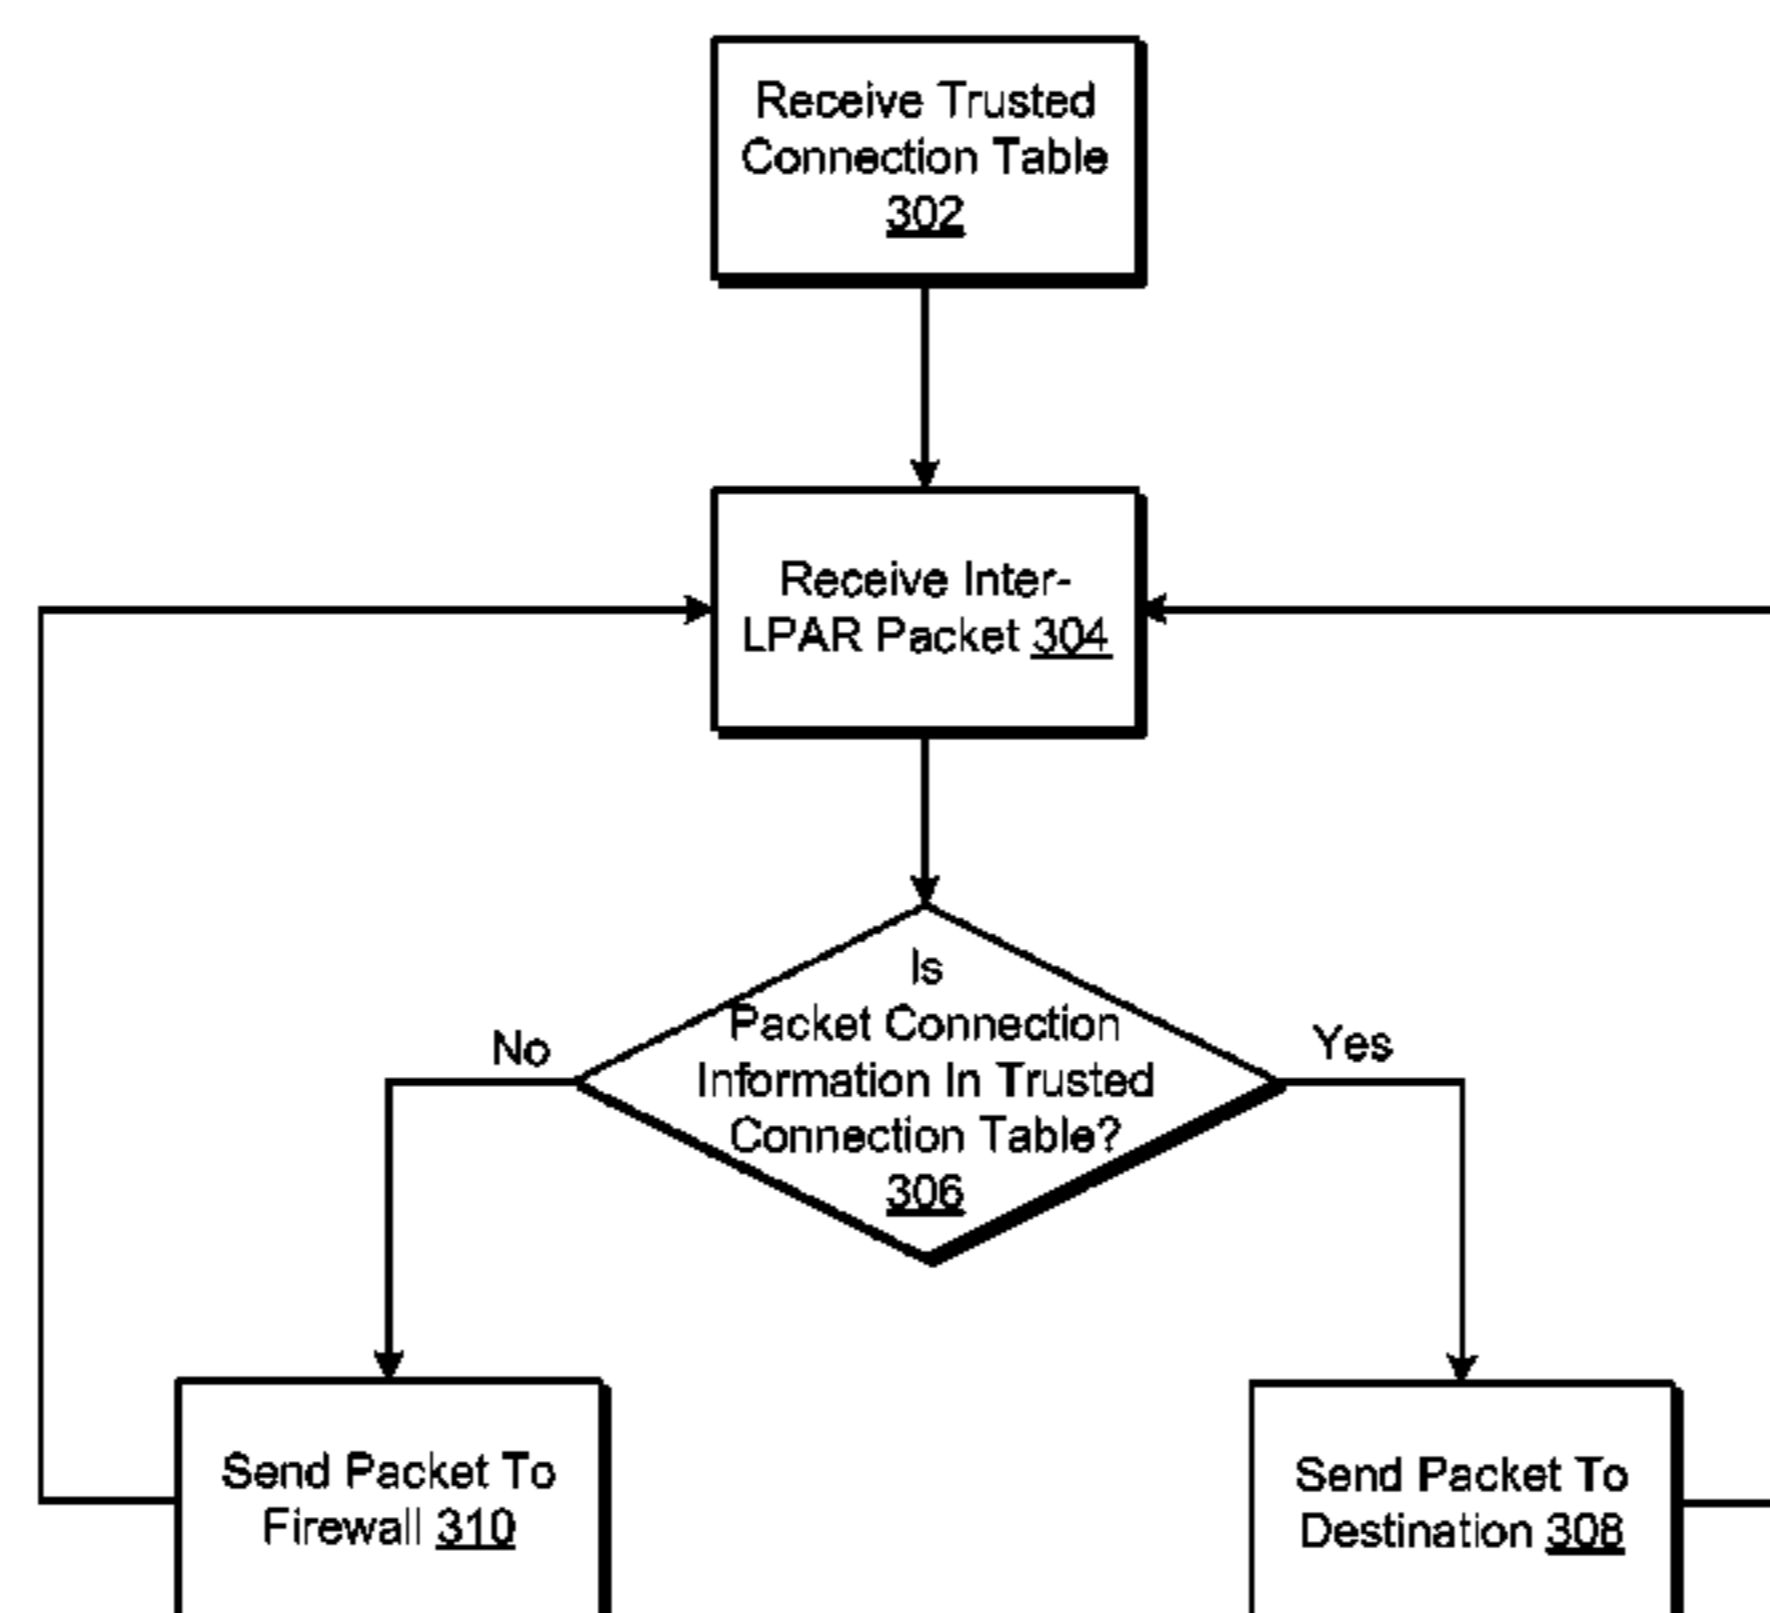 Receive Trusted
Connection Table
302
Receive Inter-
LPAR Packet 304
Is
Packet Connection
Information In Trusted
Connection Table?
306
No
Yes
Send Packet To
Firewall 310
Send Packet To
Destination 308